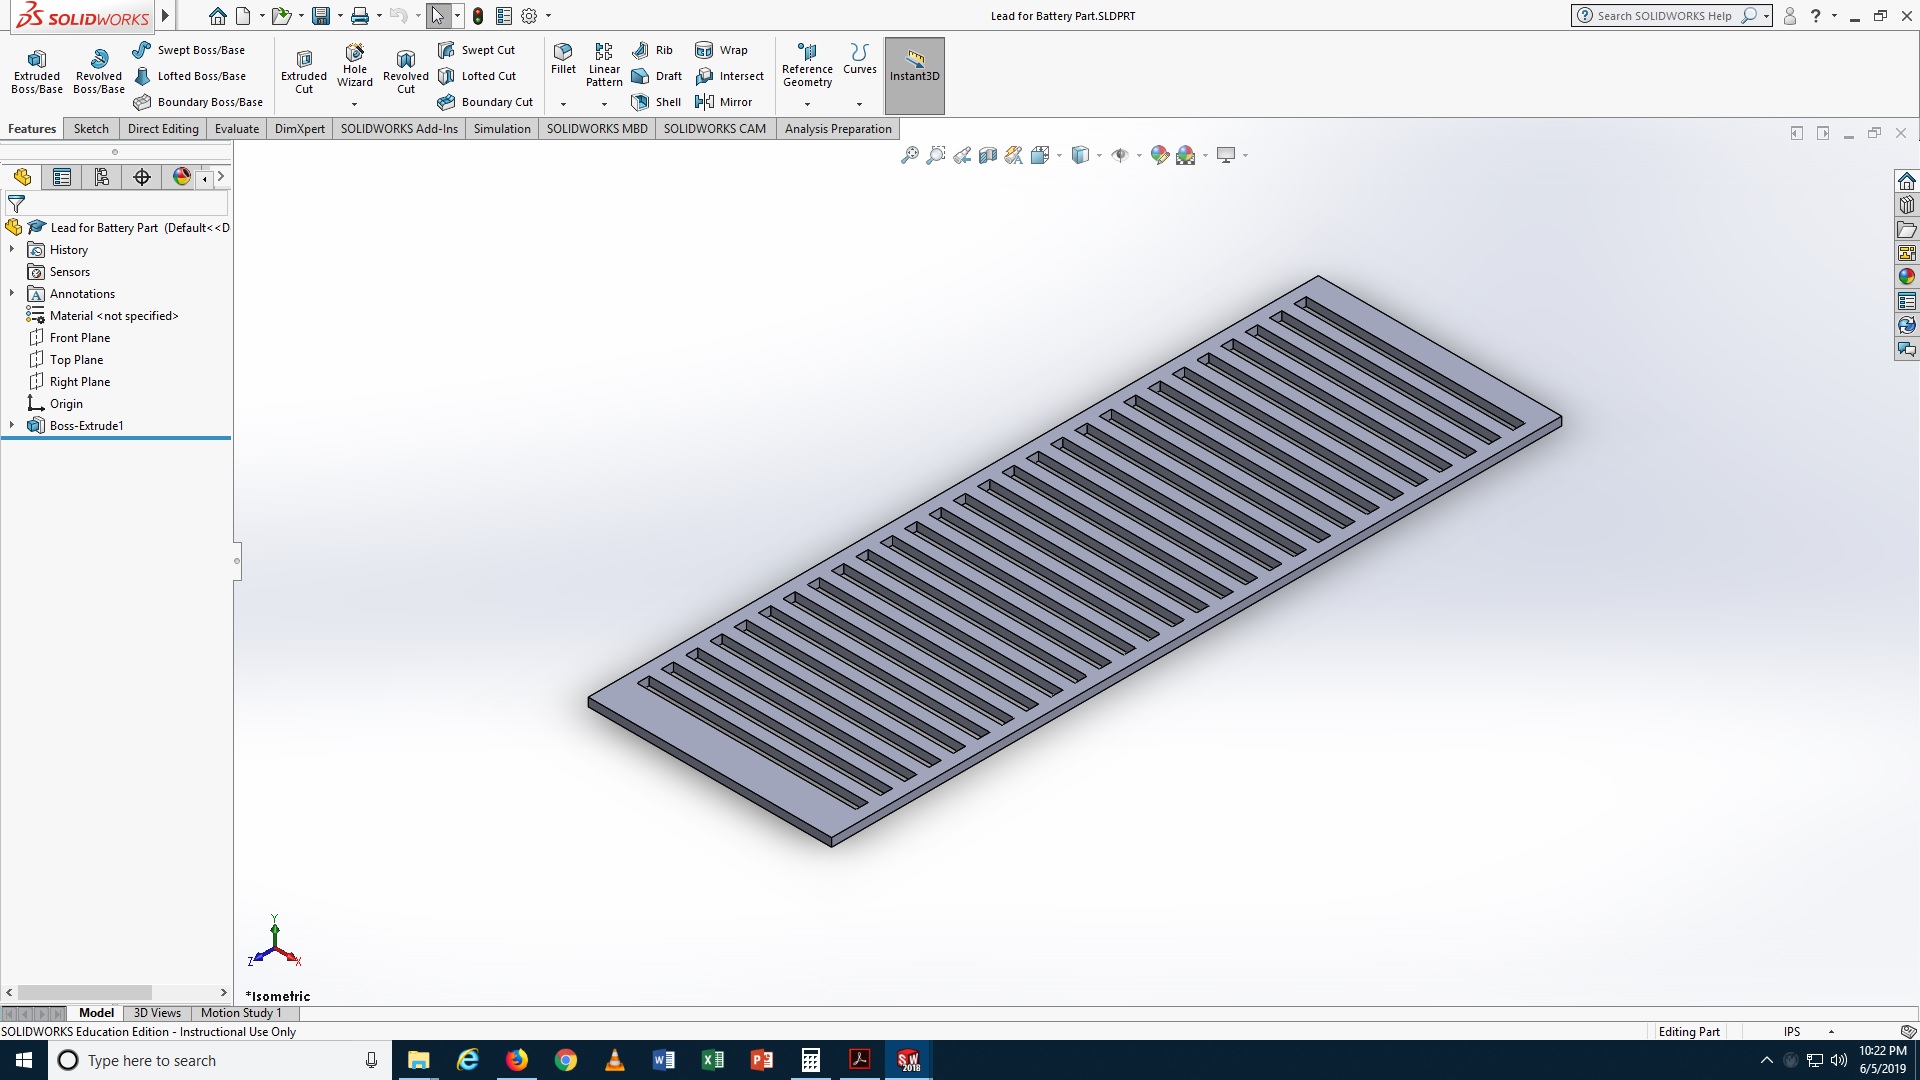 SOLIDWORKS
Lead for Battery Part.SLDPRT
Search SOLIDWORKS Help
Extruded Boss/Base
Revolved Boss/Base
Swept Boss/Base
Lofted Boss/Base
Boundary Boss/Base
Extruded Cut
Hole Wizard
Revolved Cut
Swept Cut
Lofted Cut
Boundary Cut
Fillet
Linear Pattern
Rib
Draft
Shell
Wrap
Intersect
Mirror
Reference Geometry
Curves
Instant3D
Features
Sketch
Direct Editing
Evaluate
DimXpert
SOLIDWORKS Add-Ins
Simulation
SOLIDWORKS MBD
SOLIDWORKS CAM
Analysis Preparation
Lead for Battery Part (Default<<D
History
Sensors
Annotations
Material <not specified>
Front Plane
Top Plane
Right Plane
Origin
Boss-Extrude1
Y
Z
X
*Isometric
Model
3D Views
Motion Study 1
SOLIDWORKS Education Edition - Instructional Use Only
Editing Part
IPS
Type here to search
SW
2018
10:22 PM
6/5/2019